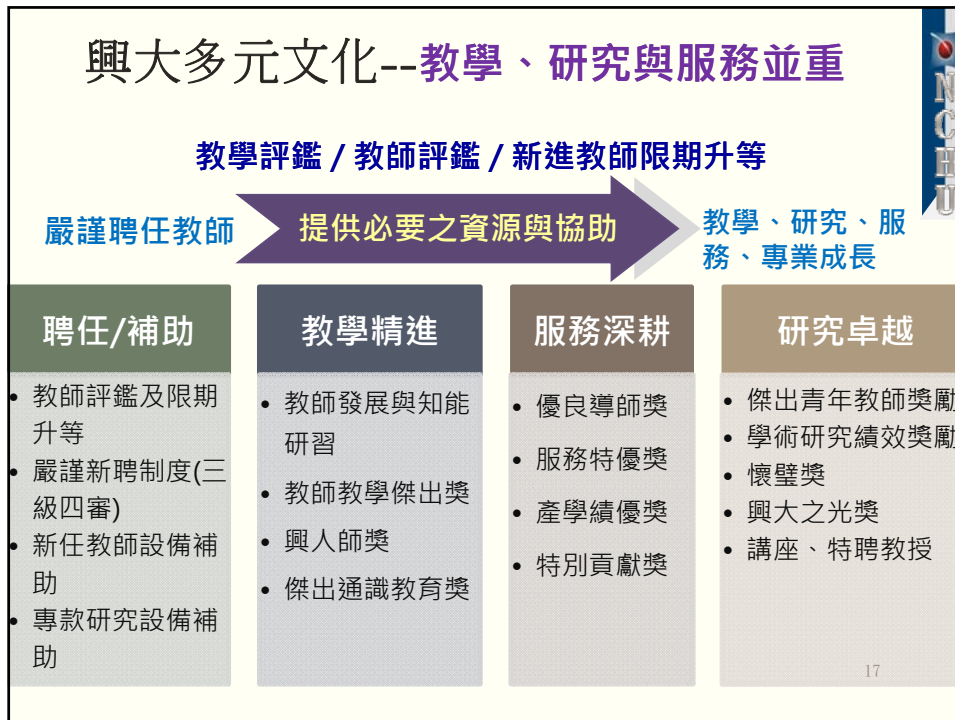 興大多元文化--教學、研究與服務並重
NCHU
教學評鑑 / 教師評鑑 / 新進教師限期升等
嚴謹聘任教師
提供必要之資源與協助
教學、研究、服
務、專業成長
聘任/補助
• 教師評鑑及限期
升等
• 嚴謹新聘制度(三
級四審)
• 新任教師設備補
助
• 專款研究設備補
助
教學精進
• 教師發展與知能
研習
• 教師教學傑出獎
• 興人師獎
• 傑出通識教育獎
服務深耕
• 優良導師獎
• 服務特優獎
• 產學績優獎
• 特別貢獻獎
研究卓越
• 傑出青年教師獎勵
• 學術研究績效獎勵
• 懷璧獎
• 興大之光獎
• 講座、特聘教授
17